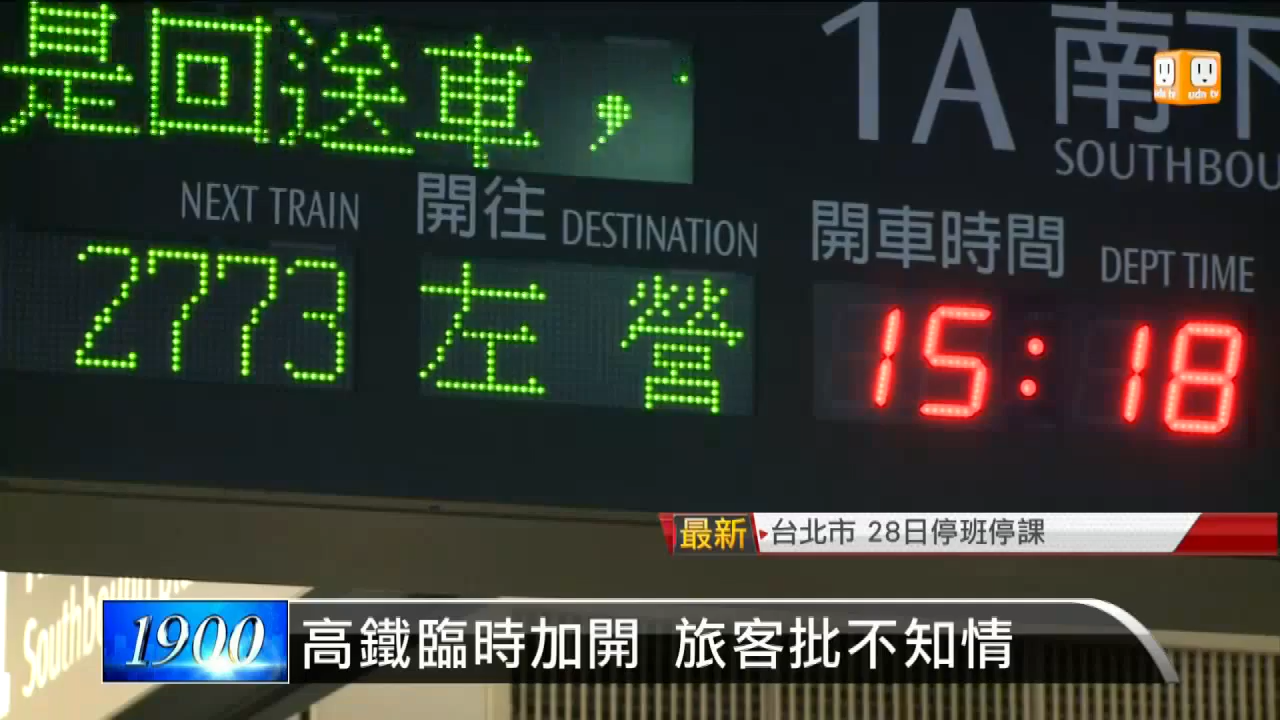 是回送車，
1A 南下
SOUTHBOU
NEXT TRAIN 開往 DESTINATION 開車時間 DEPT TIME
2773 左營 15:18
udn tv
最新 台北市 28日停班停課
Southbound
1900 高鐵臨時加開 旅客批不知情